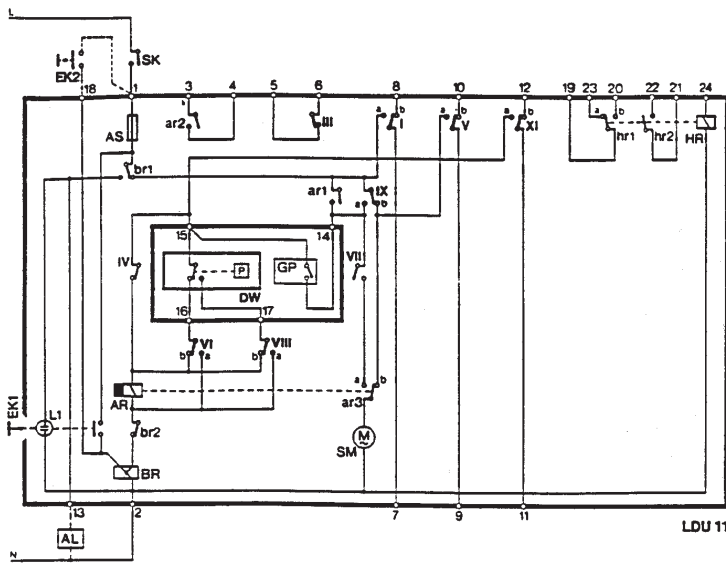 L
SK
EK2
18 1 3 4 5 6 8 10 12 19 23 20 22 21 24
AS ar2 III a b I a b V a b XI a b hr1 hr2 HR
br1
ar1 IX
a b
15 14
IV GP VII
P
DW
16 17
VI VIII
b a b a
a b
AR ar3
EK1 L1
br2 M
SM
BR
13 2 7 9 11
AL LDU 11
N